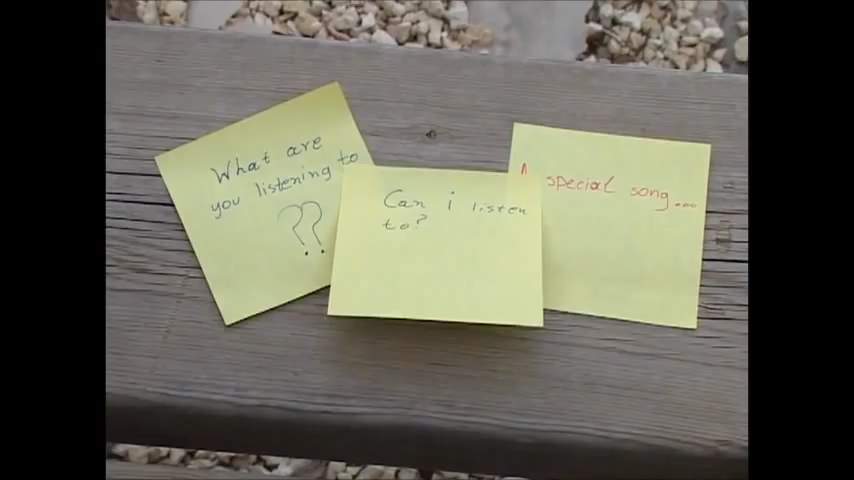 What are
you listening to
??
Can i listen
to?
A special song...